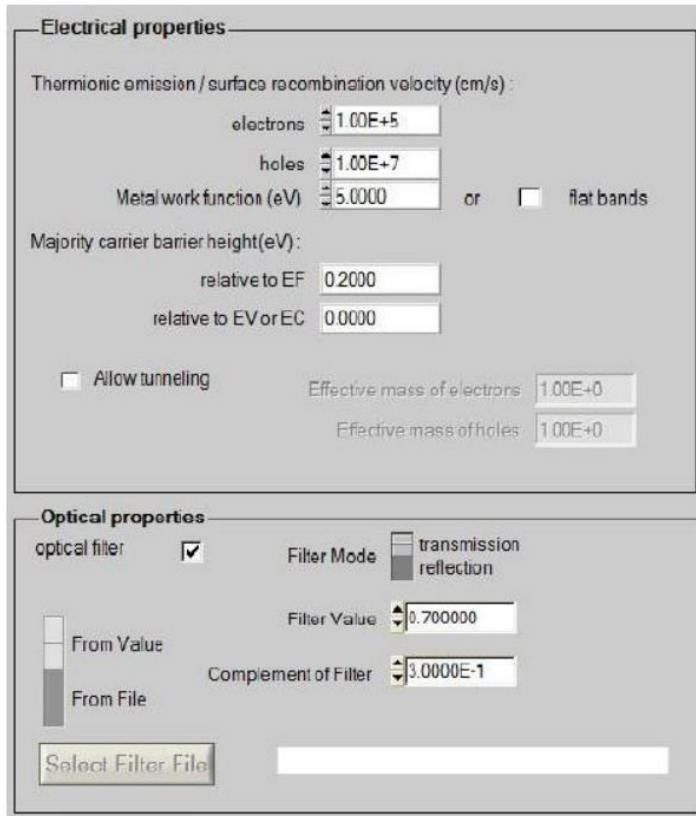 Electrical properties
Thermionic emission / surface recombination velocity (cm/s) :
electrons 1.00E+5
holes 1.00E+7
Metal work function (eV) 5.0000 or flat bands
Majority carrier barrier height(eV) :
relative to EF 0.2000
relative to EV or EC 0.0000
Allow tunneling
Effective mass of electrons 1.00E+0
Effective mass of holes 1.00E+0
Optical properties
optical filter
Filter Mode transmission
reflection
Filter Value 0.700000
From Value
Complement of Filter 3.0000E-1
From File
Select Filter File